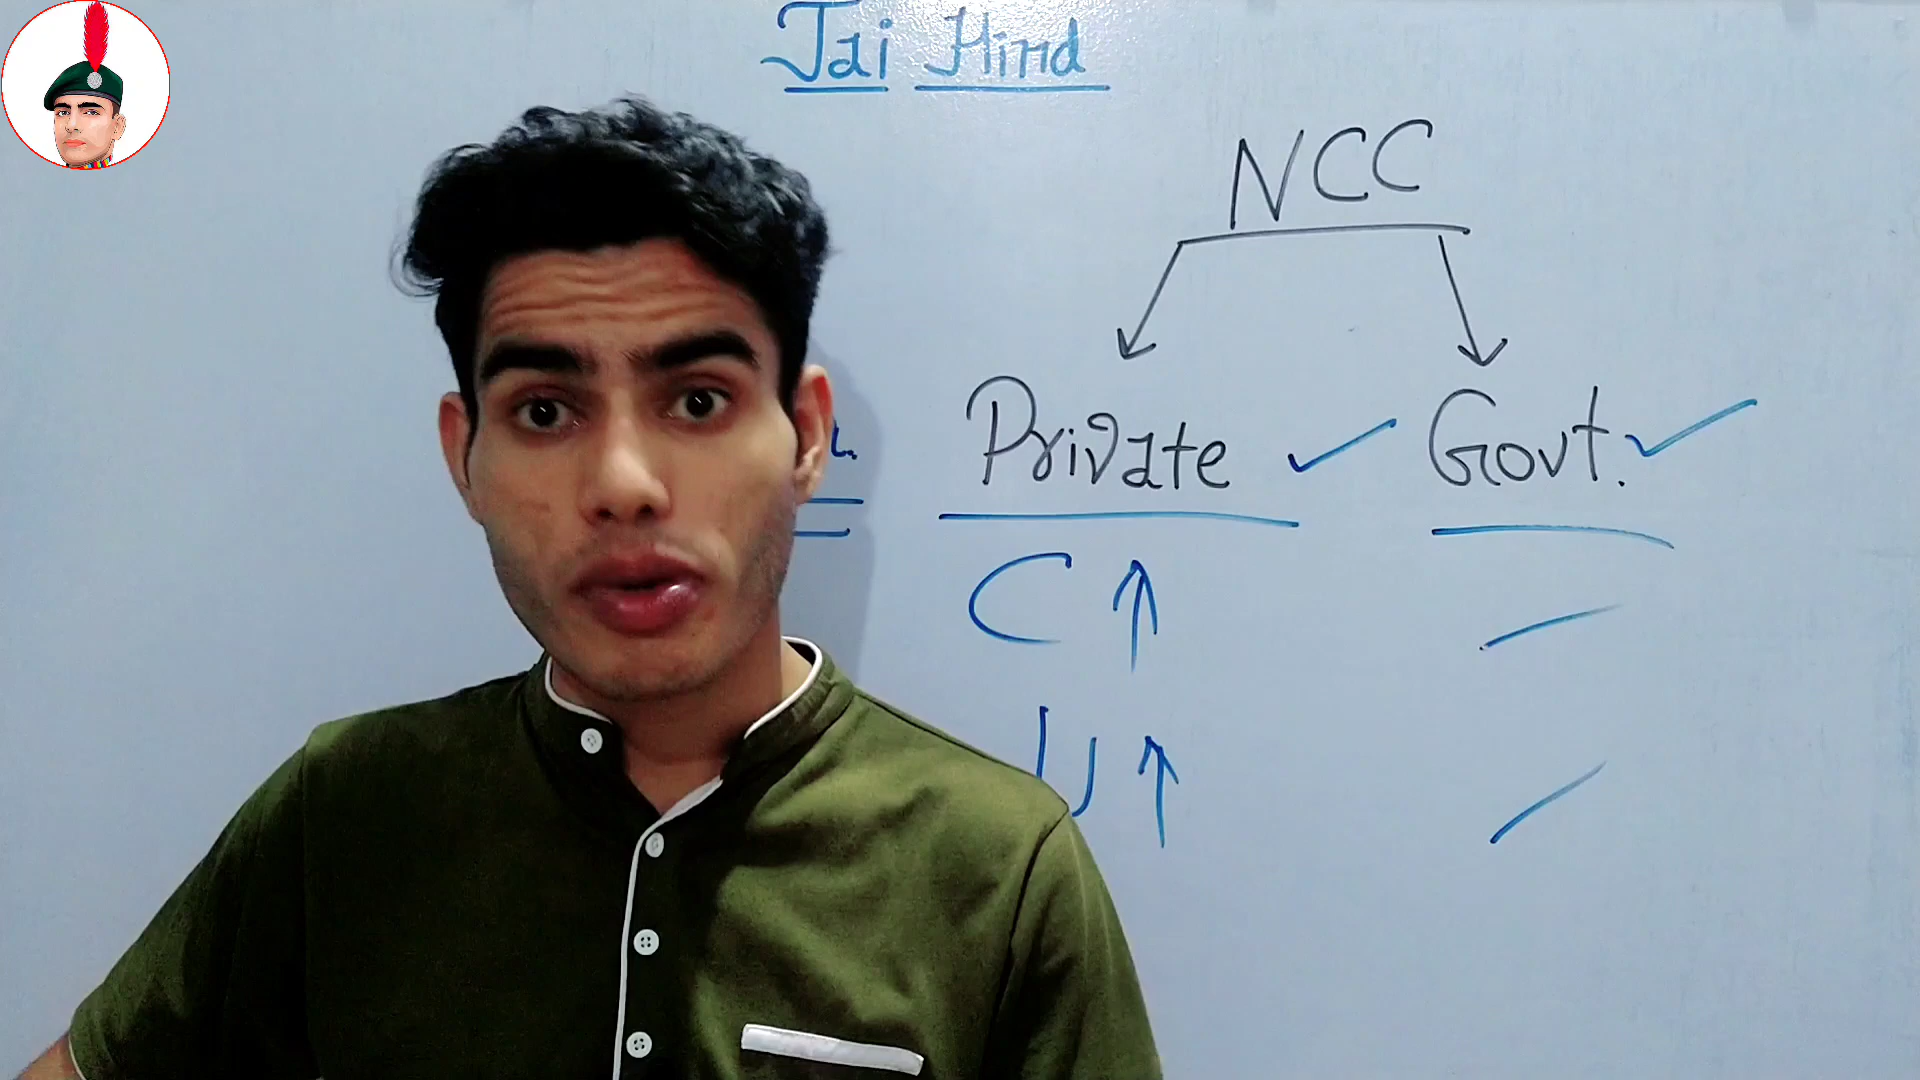 Jai Hind
NCC
Private ✓ Govt. ✓
C ↑
U ↑